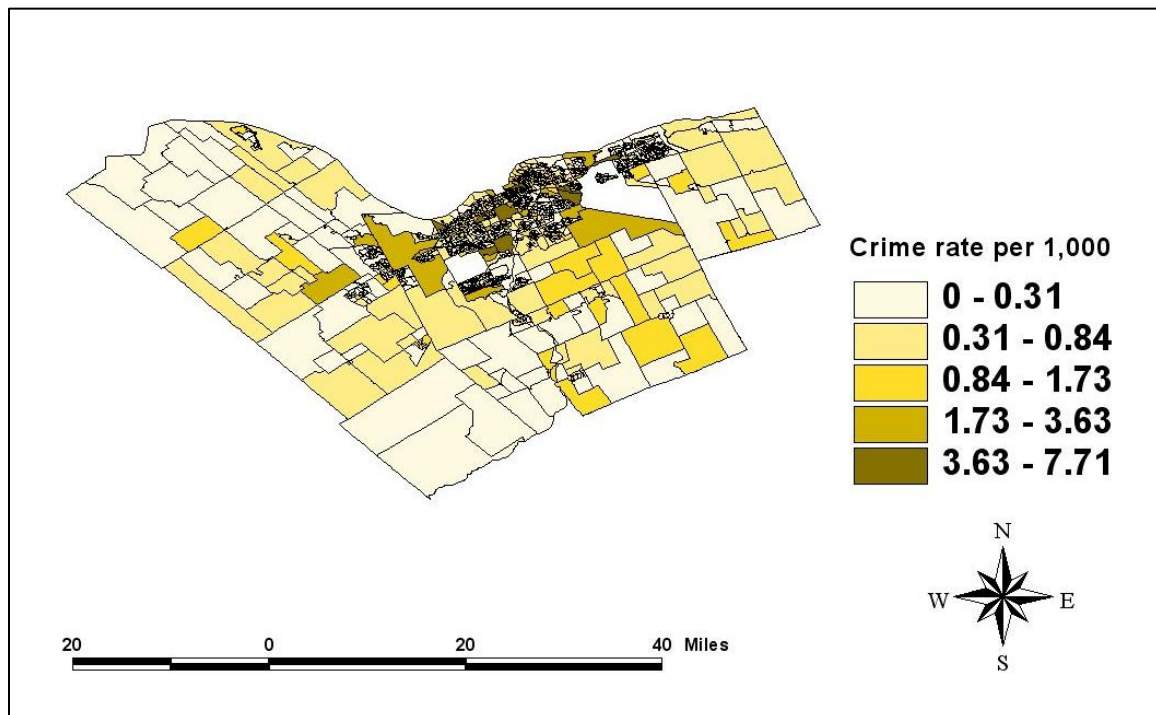 Crime rate per 1,000
0 - 0.31
0.31 - 0.84
0.84 - 1.73
1.73 - 3.63
3.63 - 7.71
N
W E
S
20 0 20 40 Miles